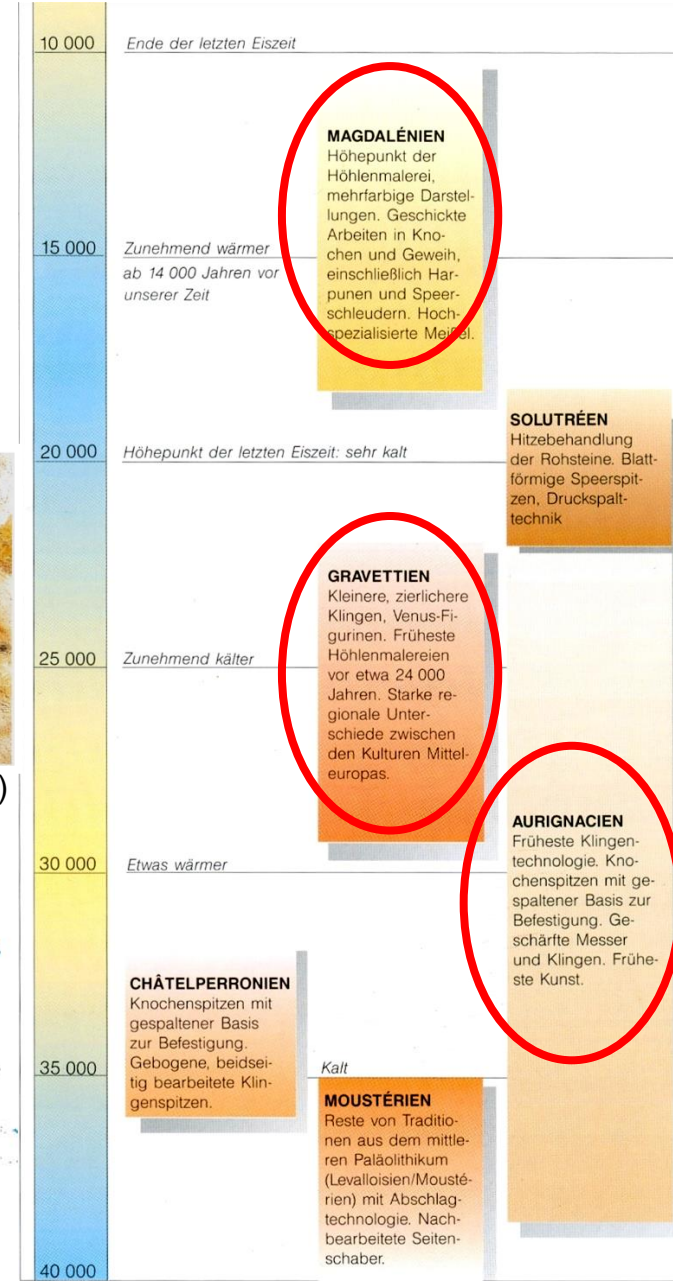 10 000
Ende der letzten Eiszeit
MAGDALÉNIEN
Höhepunkt der
Höhlenmalerei,
mehrfarbige Darstel-
lungen. Geschickte
Arbeiten in Kno-
chen und Geweih,
einschließlich Har-
punen und Speer-
schleudern. Hoch-
spezialisierte Meißel.
15 000
Zunehmend wärmer
ab 14 000 Jahren vor
unserer Zeit
SOLUTRÉEN
Hitzebehandlung
der Rohsteine. Blatt-
förmige Speerspit-
zen, Druckspalt-
technik
20 000
Höhepunkt der letzten Eiszeit: sehr kalt
GRAVETTIEN
Kleinere, zierlichere
Klingen, Venus-Fi-
gurinen. Früheste
Höhlenmalereien
vor etwa 24 000
Jahren. Starke re-
gionale Unter-
schiede zwischen
den Kulturen Mittel-
europas.
25 000
Zunehmend kälter
)
AURIGNACIEN
Früheste Klingen-
technologie. Kno-
chenspitzen mit ge-
spaltener Basis zur
Befestigung. Ge-
schärfte Messer
und Klingen. Frühe-
ste Kunst.
30 000
Etwas wärmer
CHÂTELPERRONIEN
Knochenspitzen mit
gespaltener Basis
zur Befestigung.
Gebogene, beidsei-
tig bearbeitete Klin-
genspitzen.
35 000
Kalt
MOUSTÉRIEN
Reste von Traditio-
nen aus dem mittle-
ren Paläolithikum
(Levalloisien/Mousté-
rien) mit Abschlag-
technologie. Nach-
bearbeitete Seiten-
schaber.
40 000